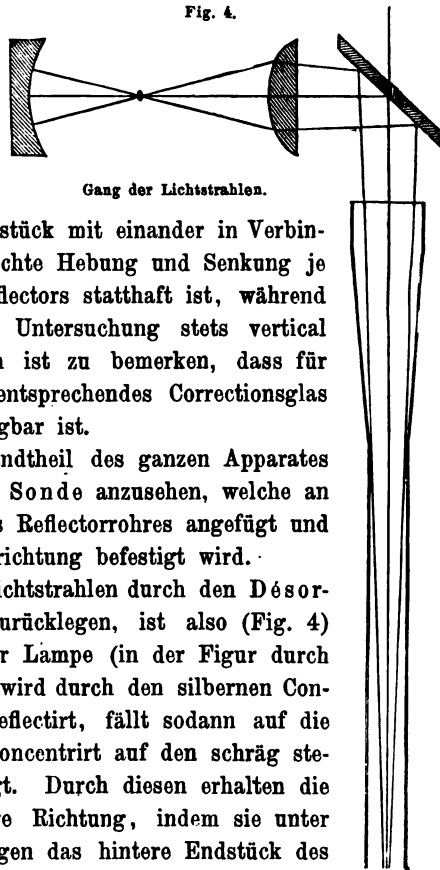 Fig. 4.
Gang der Lichtstrahlen.
stück mit einander in Verbin-
chte Hebung und Senkung je
lectors statthaft ist, während
Untersuchung stets vertical
ist zu bemerken, dass für
entsprechendes Correctionsglas
gbar ist.
ndtheil des ganzen Apparates
Sonde anzusehen, welche an
s Reflectorrohres angefügt und
richtung befestigt wird.
ichtstrahlen durch den Désor-
urücklegen, ist also (Fig. 4)
r Lampe (in der Figur durch
wird durch den silbernen Con-
eflectirt, fällt sodann auf die
oncentrirt auf den schräg ste-
t. Durch diesen erhalten die
e Richtung, indem sie unter
gen das hintere Endstück des